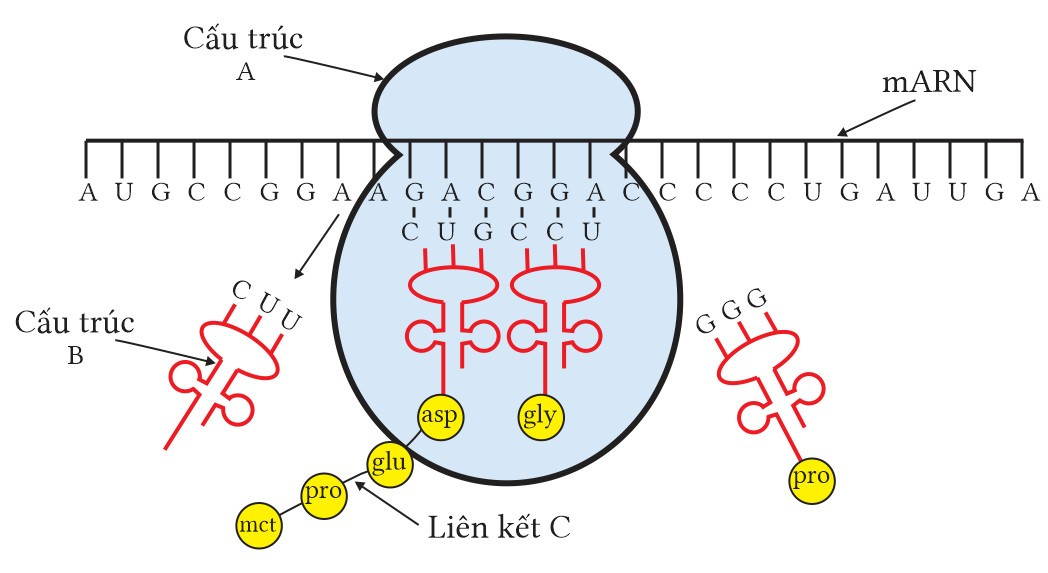 Cấu trúc
A
mARN
A U G C C G G A A G A C G G A C C C C C U G A U U G A
C U G C C U
C U U
Cấu trúc
B
G G G
asp
gly
glu
pro
pro
mct
Liên kết C